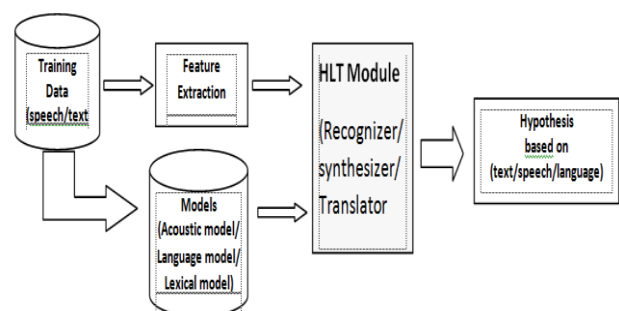 Training
Data
(speech/text
Feature
Extraction
HLT Module
(Recognizer/
synthesizer/
Translator
Hypothesis
based on
(text/speech/language)
Models
(Acoustic model/
Language model/
Lexical model)